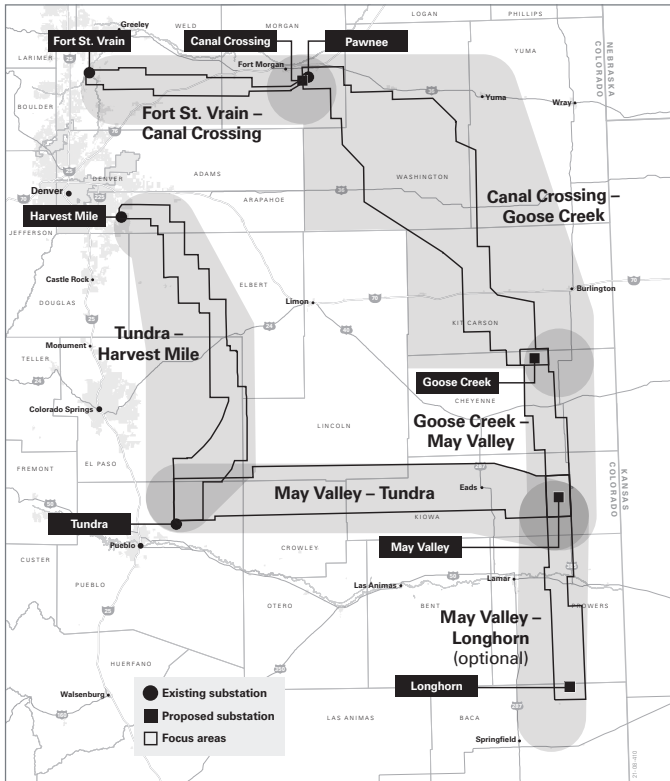 Greeley
WELD
MORGAN
LOGAN
PHILLIPS
LARIMER
Fort St. Vrain
Canal Crossing
Pawnee
YUMA
NEBRASKA
COLORADO
Fort Morgan
BOULDER
Yuma
Wray
Fort St. Vrain –
Canal Crossing
DENVER
ADAMS
WASHINGTON
Denver
ARAPAHOE
Canal Crossing –
Goose Creek
Harvest Mile
JEFFERSON
Castle Rock
ELBERT
Limon
Burlington
DOUGLAS
Tundra –
Harvest Mile
KIT CARSON
Monument
TELLER
Goose Creek
CHEYENNE
Colorado Springs
LINCOLN
Goose Creek –
May Valley
EL PASO
FREMONT
KANSAS
COLORADO
May Valley – Tundra
Eads
Tundra
KIOWA
Pueblo
CROWLEY
May Valley
CUSTER
PUEBLO
Las Animas
Lamar
OTERO
BENT
PROWERS
May Valley –
Longhorn
(optional)
HUERFANO
Longhorn
Walsenburg
Existing substation
Proposed substation
Focus areas
LAS ANIMAS
BACA
Springfield